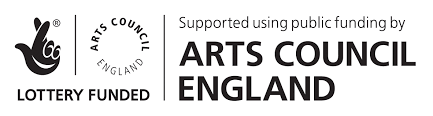 LOTTERY FUNDED
ARTS COUNCIL
ENGLAND
Supported using public funding by
ARTS COUNCIL
ENGLAND